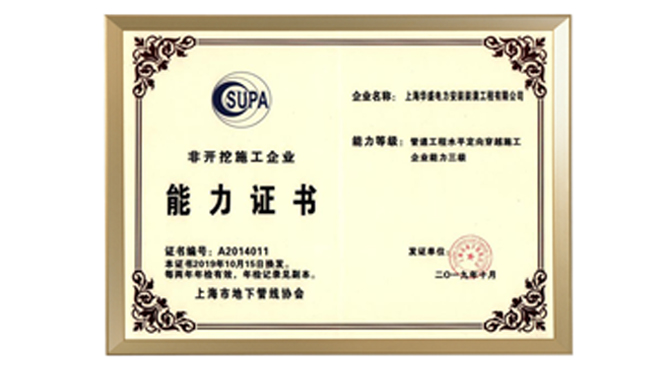 SUPA
非开挖施工企业
能力证书
证书编号：A2014011
本证书2019年10月15日换发。
每两年年检有效，年检记录见副本。
上海市地下管线协会
企业名称：上海华盛电力安装装潢工程有限公司
能力等级：管道工程水平定向穿越施工
企业能力三级
发证单位：
二〇一九年十月